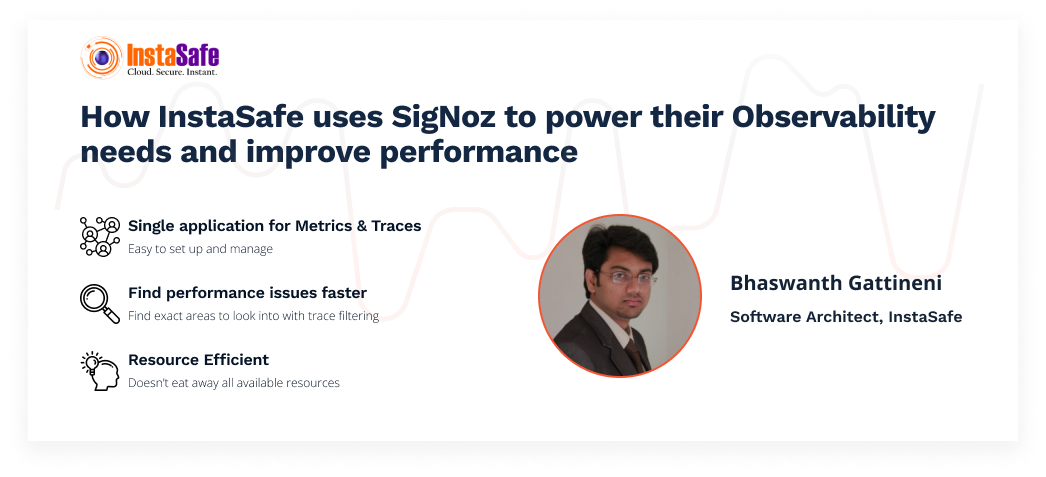 InstaSafe
Cloud. Secure. Instant.
How InstaSafe uses SigNoz to power their Observability
needs and improve performance
Single application for Metrics & Traces
Easy to set up and manage
Find performance issues faster
Find exact areas to look into with trace filtering
Resource Efficient
Doesn't eat away all available resources
Bhaswanth Gattineni
Software Architect, InstaSafe